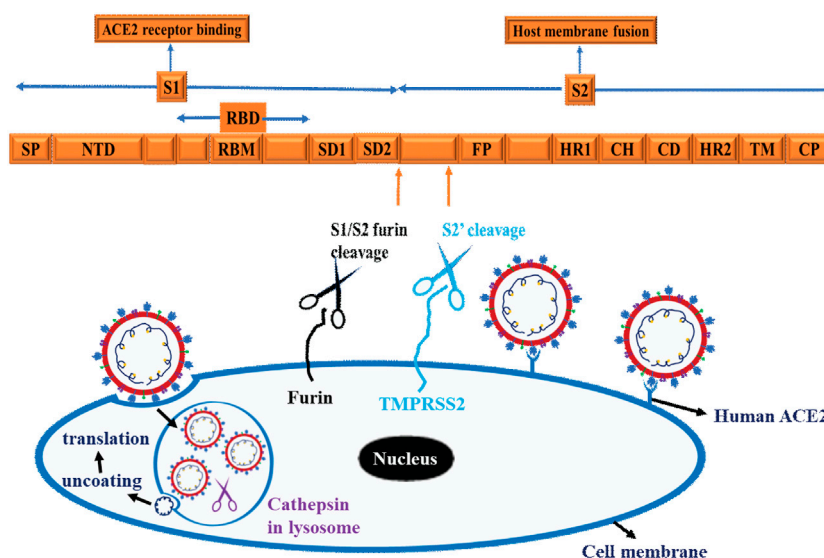 ACE2 receptor binding
Host membrane fusion
S1
S2
RBD
SP NTD RBM SD1 SD2 FP HR1 CH CD HR2 TM CP
S1/S2 furin
cleavage
S2’ cleavage
Furin
TMPRSS2
Human ACE2
translation
uncoating
Nucleus
Cathepsin
in lysosome
Cell membrane